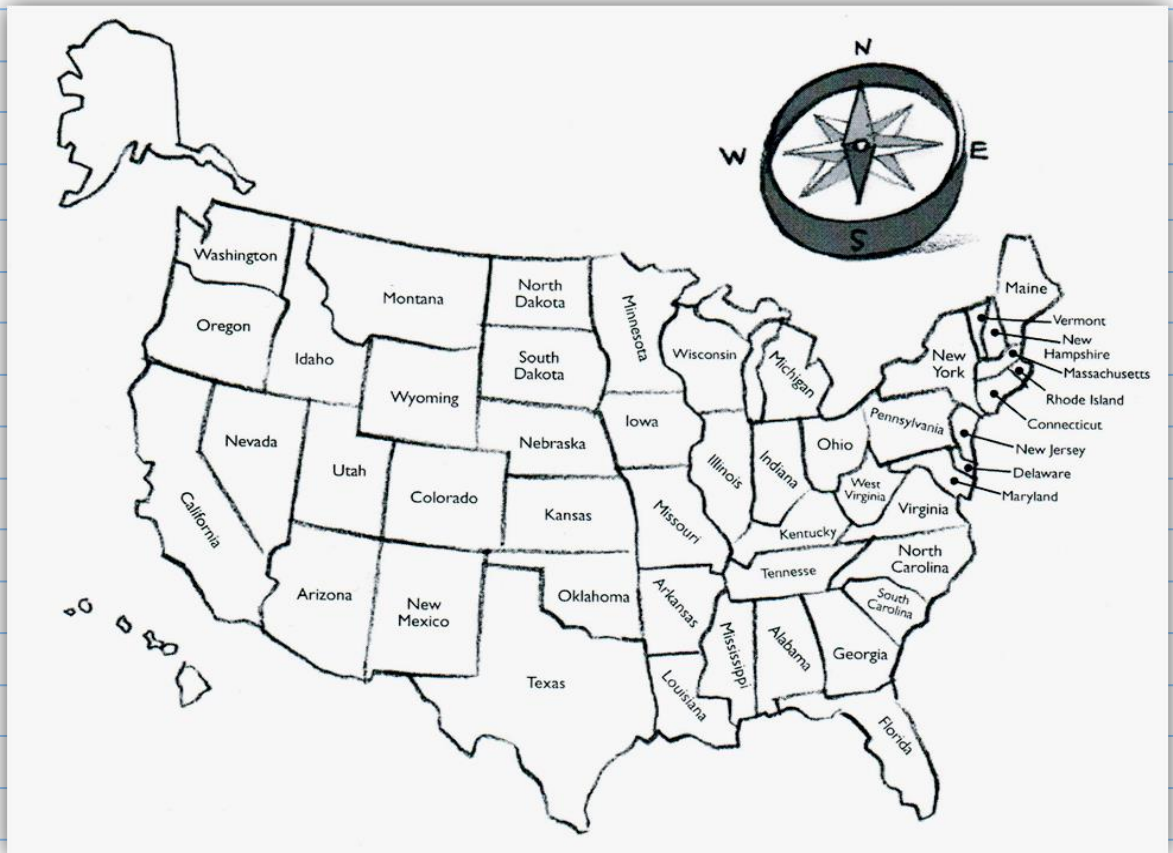 N
W
E
S
Washington
Montana
North
Dakota
Minnesota
Maine
Oregon
Idaho
South
Dakota
Wisconsin
Michigan
New
York
Vermont
New
Hampshire
Massachusetts
Rhode Island
Connecticut
Wyoming
Nevada
Utah
Colorado
Nebraska
Iowa
Illinois
Indiana
Ohio
Pennsylvania
New Jersey
Delaware
Maryland
West
Virginia
Virginia
California
Kansas
Missouri
Kentucky
North
Carolina
Tennesse
South
Carolina
Arizona
New
Mexico
Oklahoma
Arkansas
Mississippi
Alabama
Georgia
Texas
Louisiana
Florida